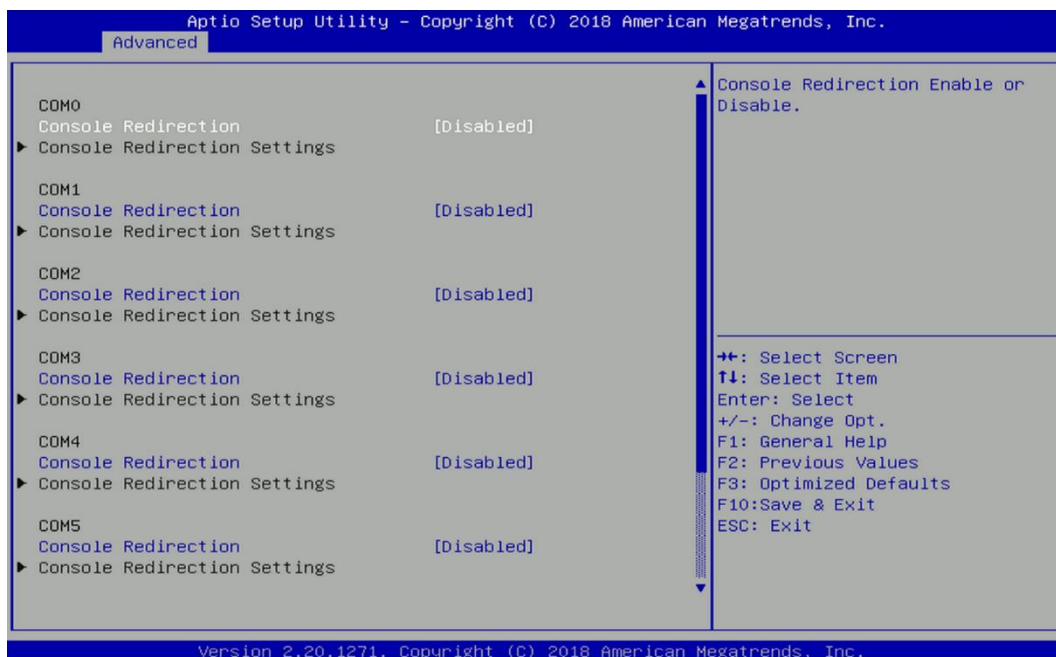 Aptio Setup Utility – Copyright (C) 2018 American Megatrends, Inc.
Advanced
COM0
Console Redirection [Disabled]
Console Redirection Settings
COM1
Console Redirection [Disabled]
Console Redirection Settings
COM2
Console Redirection [Disabled]
Console Redirection Settings
COM3
Console Redirection [Disabled]
Console Redirection Settings
COM4
Console Redirection [Disabled]
Console Redirection Settings
COM5
Console Redirection [Disabled]
Console Redirection Settings
Console Redirection Enable or
Disable.
→←: Select Screen
↑↓: Select Item
Enter: Select
+/-: Change Opt.
F1: General Help
F2: Previous Values
F3: Optimized Defaults
F10:Save & Exit
ESC: Exit
Version 2.20.1271. Copyright (C) 2018 American Megatrends, Inc.